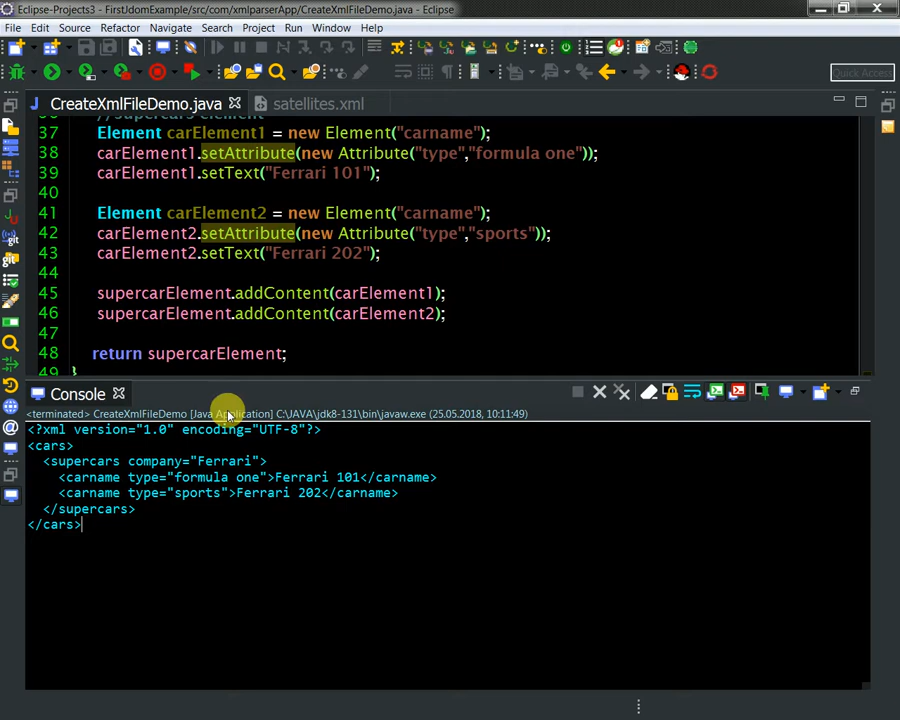 Eclipse-Projects3 - FirstJdomExample/src/com/xmlparserApp/CreateXmlFileDemo.java - Eclipse
File Edit Source Refactor Navigate Search Project Run Window Help
Quick Access
CreateXmlFileDemo.java satellites.xml
36 //Supercars element
37 Element carElement1 = new Element("carname");
38 carElement1.setAttribute(new Attribute("type","formula one"));
39 carElement1.setText("Ferrari 101");
40
41 Element carElement2 = new Element("carname");
42 carElement2.setAttribute(new Attribute("type","sports"));
43 carElement2.setText("Ferrari 202");
44
45 supercarElement.addContent(carElement1);
46 supercarElement.addContent(carElement2);
47
48 return supercarElement;
49 }
Console
<terminated> CreateXmlFileDemo [Java Application] C:\JAVA\jdk8-131\bin\javaw.exe (25.05.2018, 10:11:49)
<?xml version="1.0" encoding="UTF-8"?>
<cars>
<supercars company="Ferrari">
<carname type="formula one">Ferrari 101</carname>
<carname type="sports">Ferrari 202</carname>
</supercars>
</cars>